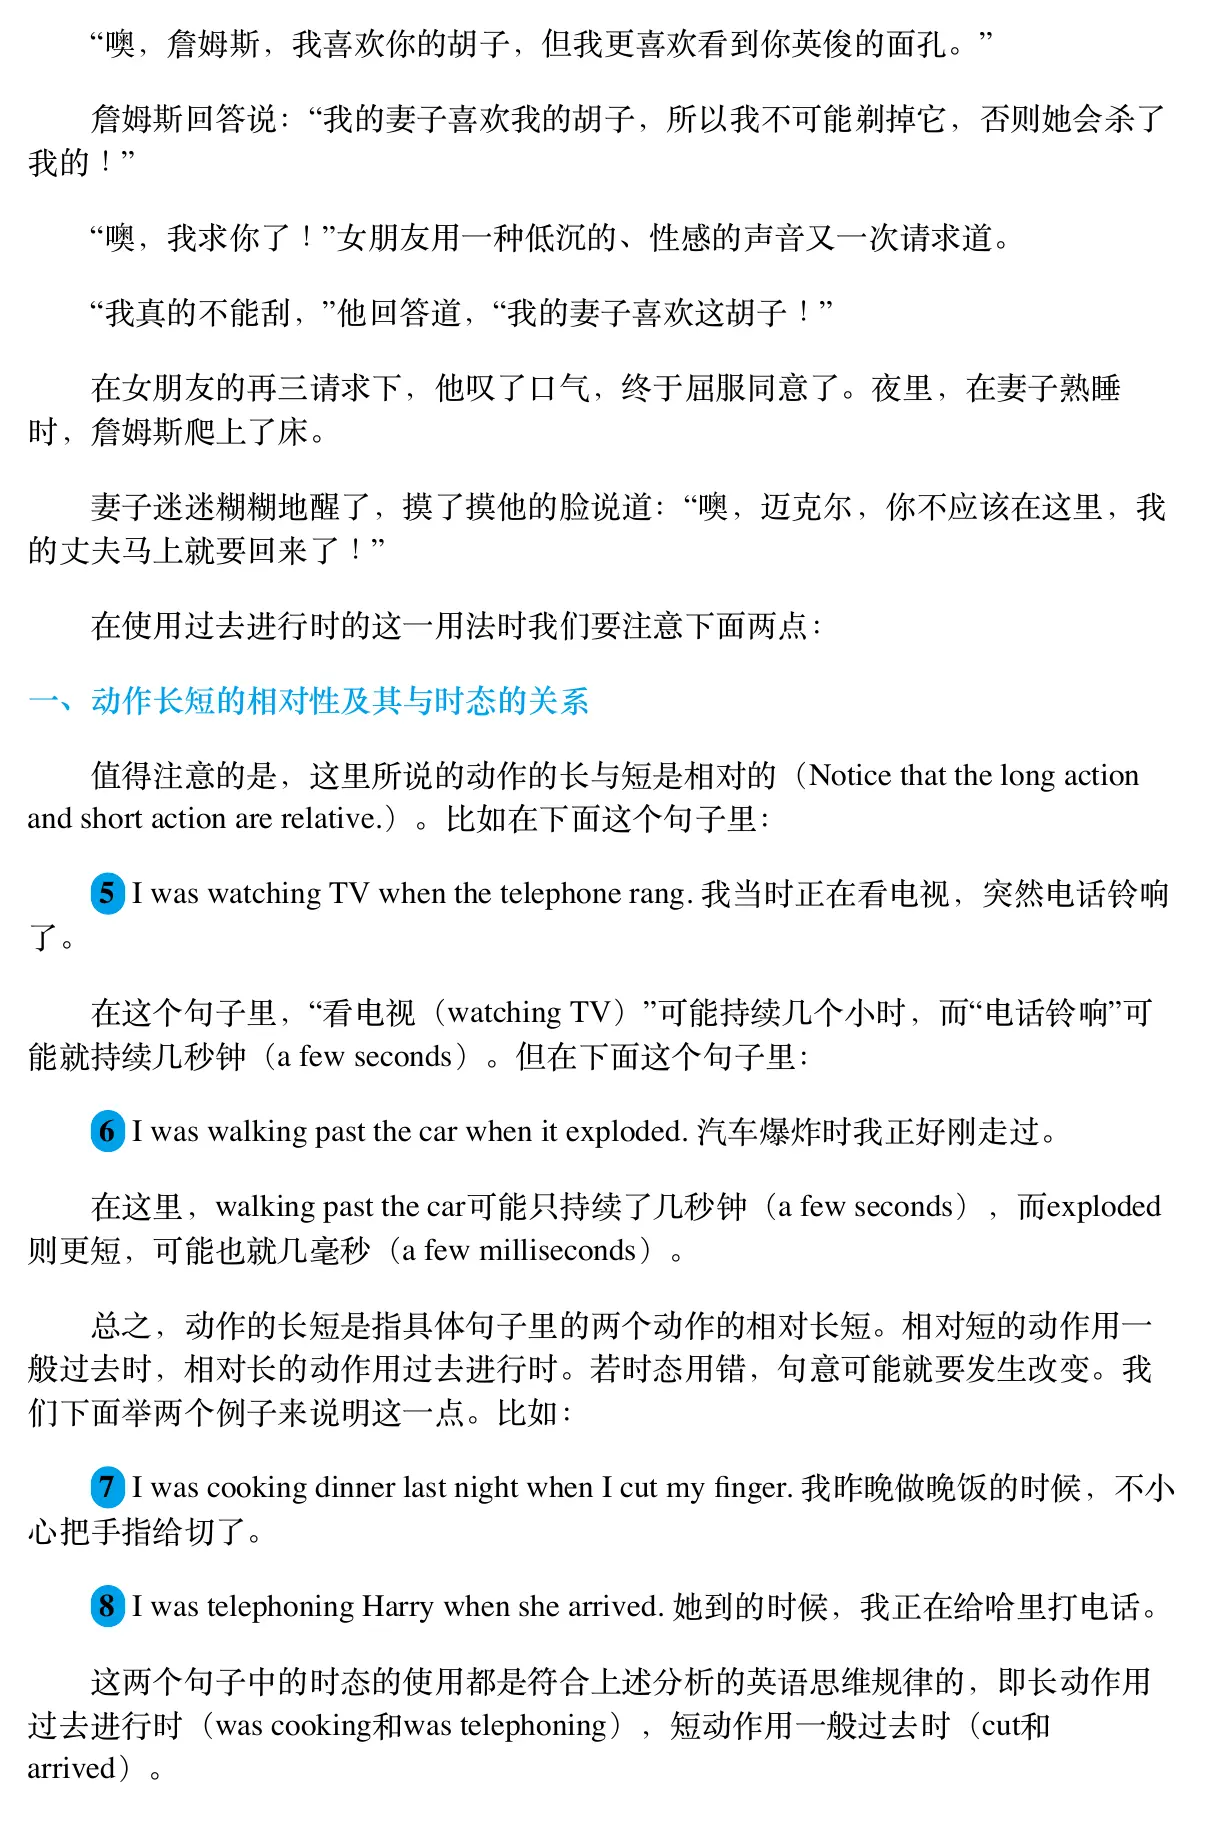 “噢，詹姆斯，我喜欢你的胡子，但我更喜欢看到你英俊的面孔。”
詹姆斯回答说：“我的妻子喜欢我的胡子，所以我不可能剃掉它，否则她会杀了
我的！”
“噢，我求你了！”女朋友用一种低沉的、性感的声音又一次请求道。
“我真的不能刮，”他回答道，“我的妻子喜欢这胡子！”
在女朋友的再三请求下，他叹了口气，终于屈服同意了。夜里，在妻子熟睡
时，詹姆斯爬上了床。
妻子迷迷糊糊地醒了，摸了摸他的脸说道：“噢，迈克尔，你不应该在这里，我
的丈夫马上就要回来了！”
在使用过去进行时的这一用法时我们要注意下面两点：
一、动作长短的相对性及其与时态的关系
值得注意的是，这里所说的动作的长与短是相对的（Notice that the long action
and short action are relative.）。比如在下面这个句子里：
5 I was watching TV when the telephone rang. 我当时正在看电视，突然电话铃响
了。
在这个句子里，“看电视（watching TV）”可能持续几个小时，而“电话铃响”可
能就持续几秒钟（a few seconds）。但在下面这个句子里：
6 I was walking past the car when it exploded. 汽车爆炸时我正好刚走过。
在这里，walking past the car可能只持续了几秒钟（a few seconds），而exploded
则更短，可能也就几毫秒（a few milliseconds）。
总之，动作的长短是指具体句子里的两个动作的相对长短。相对短的动作用一
般过去时，相对长的动作用过去进行时。若时态用错，句意可能就要发生改变。我
们下面举两个例子来说明这一点。比如：
7 I was cooking dinner last night when I cut my finger. 我昨晚做晚饭的时候，不小
心把手指给切了。
8 I was telephoning Harry when she arrived. 她到的时候，我正在给哈里打电话。
这两个句子中的时态的使用都是符合上述分析的英语思维规律的，即长动作用
过去进行时（was cooking和was telephoning），短动作用一般过去时（cut和
arrived）。